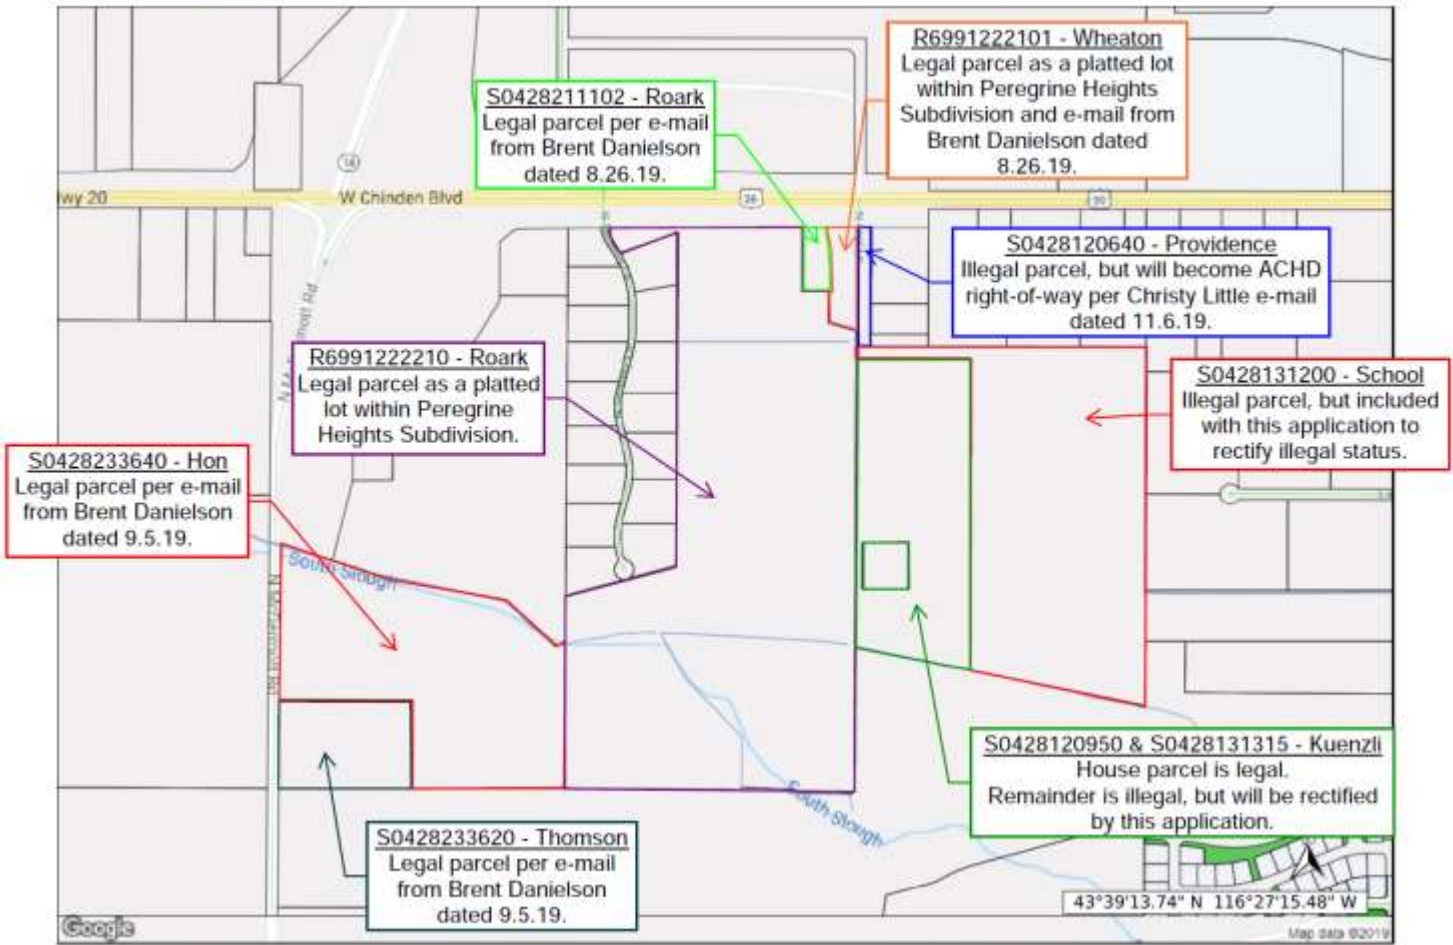 R6991222101 - Wheaton
Legal parcel as a platted lot
within Peregrine Heights
Subdivision and e-mail from
Brent Danielson dated
8.26.19.
S0428211102 - Roark
Legal parcel per e-mail
from Brent Danielson
dated 8.26.19.
16
wy 20
W Chinden Blvd
26
20
S0428120640 - Providence
Illegal parcel, but will become ACHD
right-of-way per Christy Little e-mail
dated 11.6.19.
R6991222210 - Roark
Legal parcel as a platted
lot within Peregrine
Heights Subdivision.
S0428131200 - School
Illegal parcel, but included
with this application to
rectify illegal status.
S0428233640 - Hon
Legal parcel per e-mail
from Brent Danielson
dated 9.5.19.
South Slough
N McDermott Rd
S0428120950 & S0428131315 - Kuenzli
House parcel is legal.
Remainder is illegal, but will be rectified
by this application.
South Slough
S0428233620 - Thomson
Legal parcel per e-mail
from Brent Danielson
dated 9.5.19.
43°39'13.74" N 116°27'15.48" W
Google
Map data ©2019